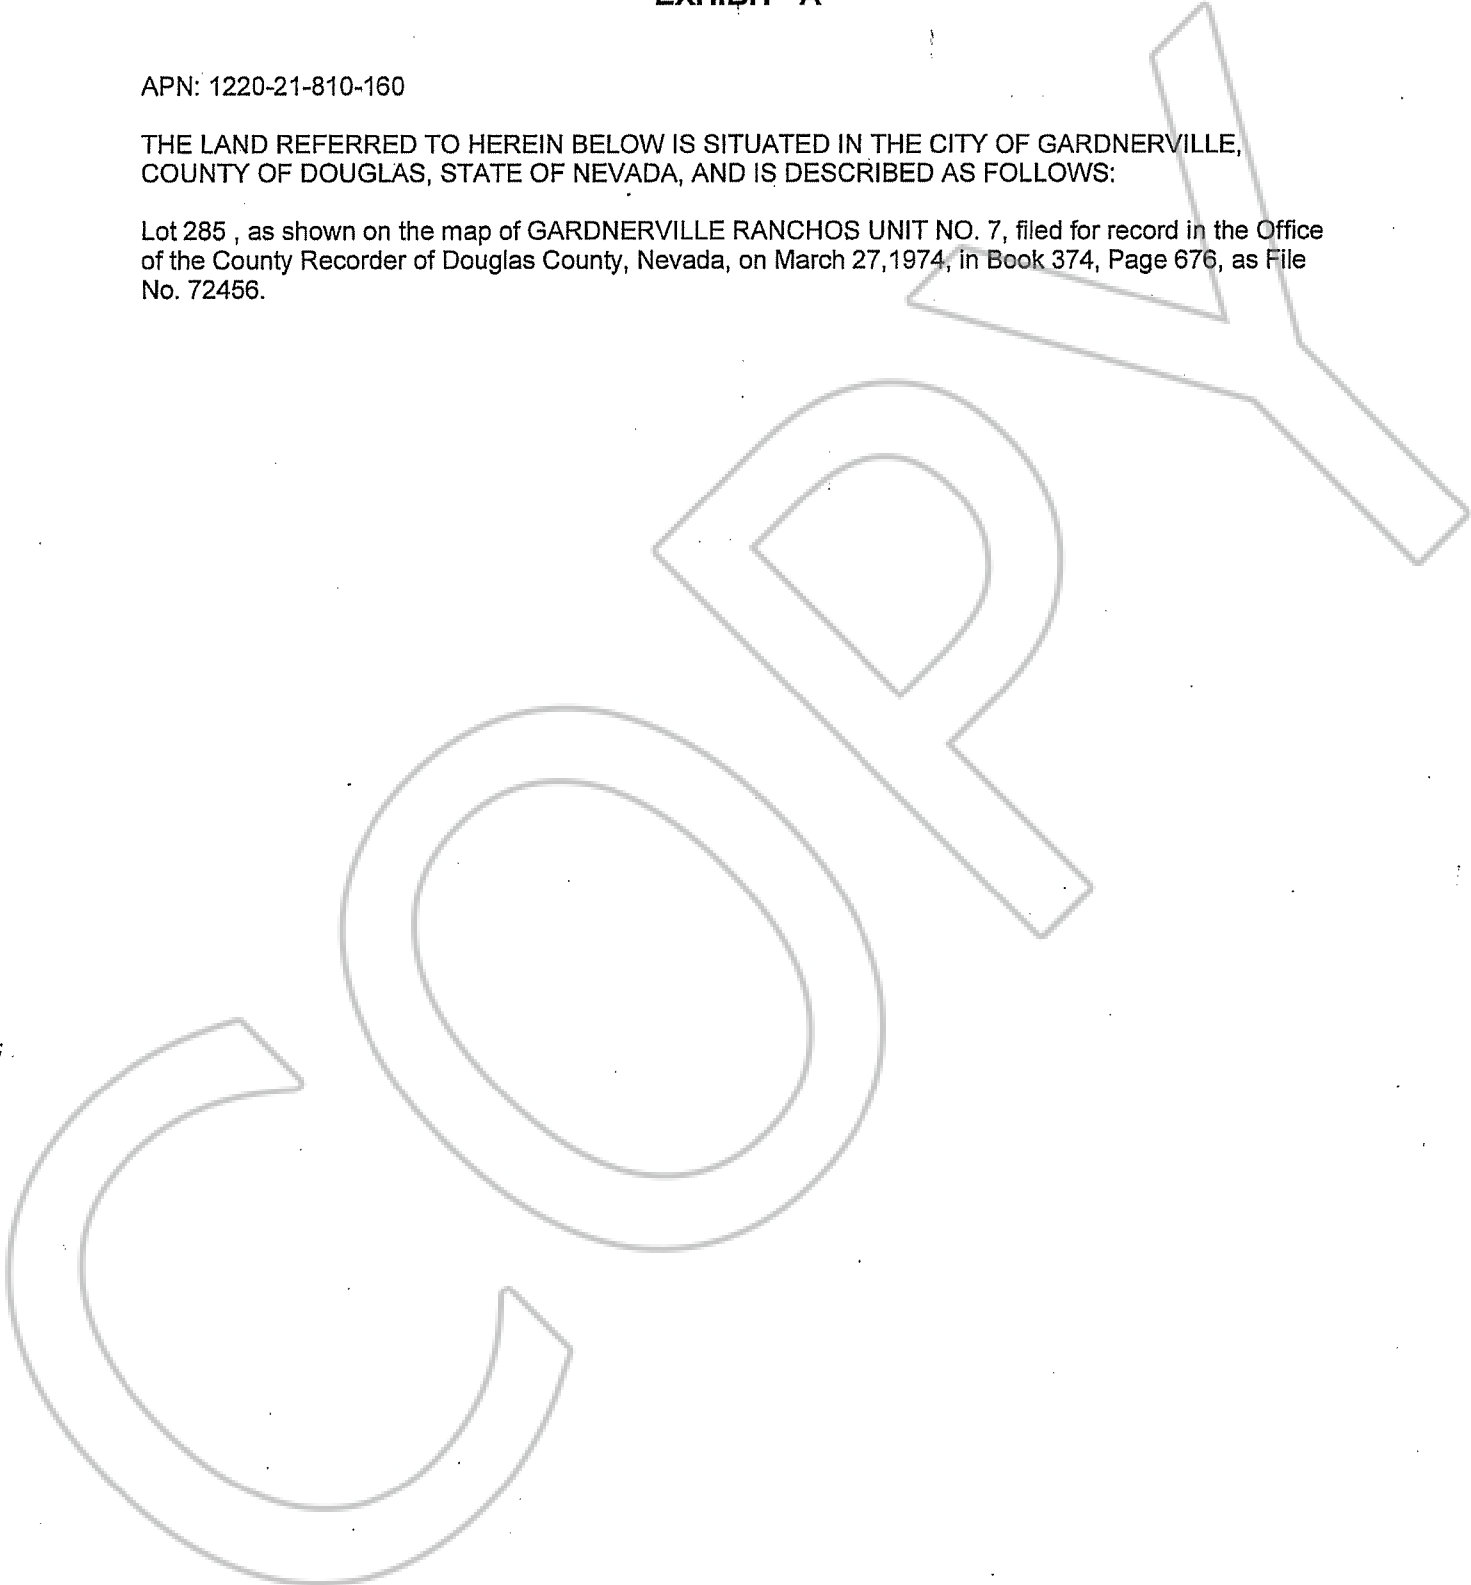 EXHIBIT "A"
APN: 1220-21-810-160
THE LAND REFERRED TO HEREIN BELOW IS SITUATED IN THE CITY OF GARDNERVILLE,
COUNTY OF DOUGLAS, STATE OF NEVADA, AND IS DESCRIBED AS FOLLOWS:
Lot 285 , as shown on the map of GARDNERVILLE RANCHOS UNIT NO. 7, filed for record in the Office
of the County Recorder of Douglas County, Nevada, on March 27,1974, in Book 374, Page 676, as File
No. 72456.
COPY